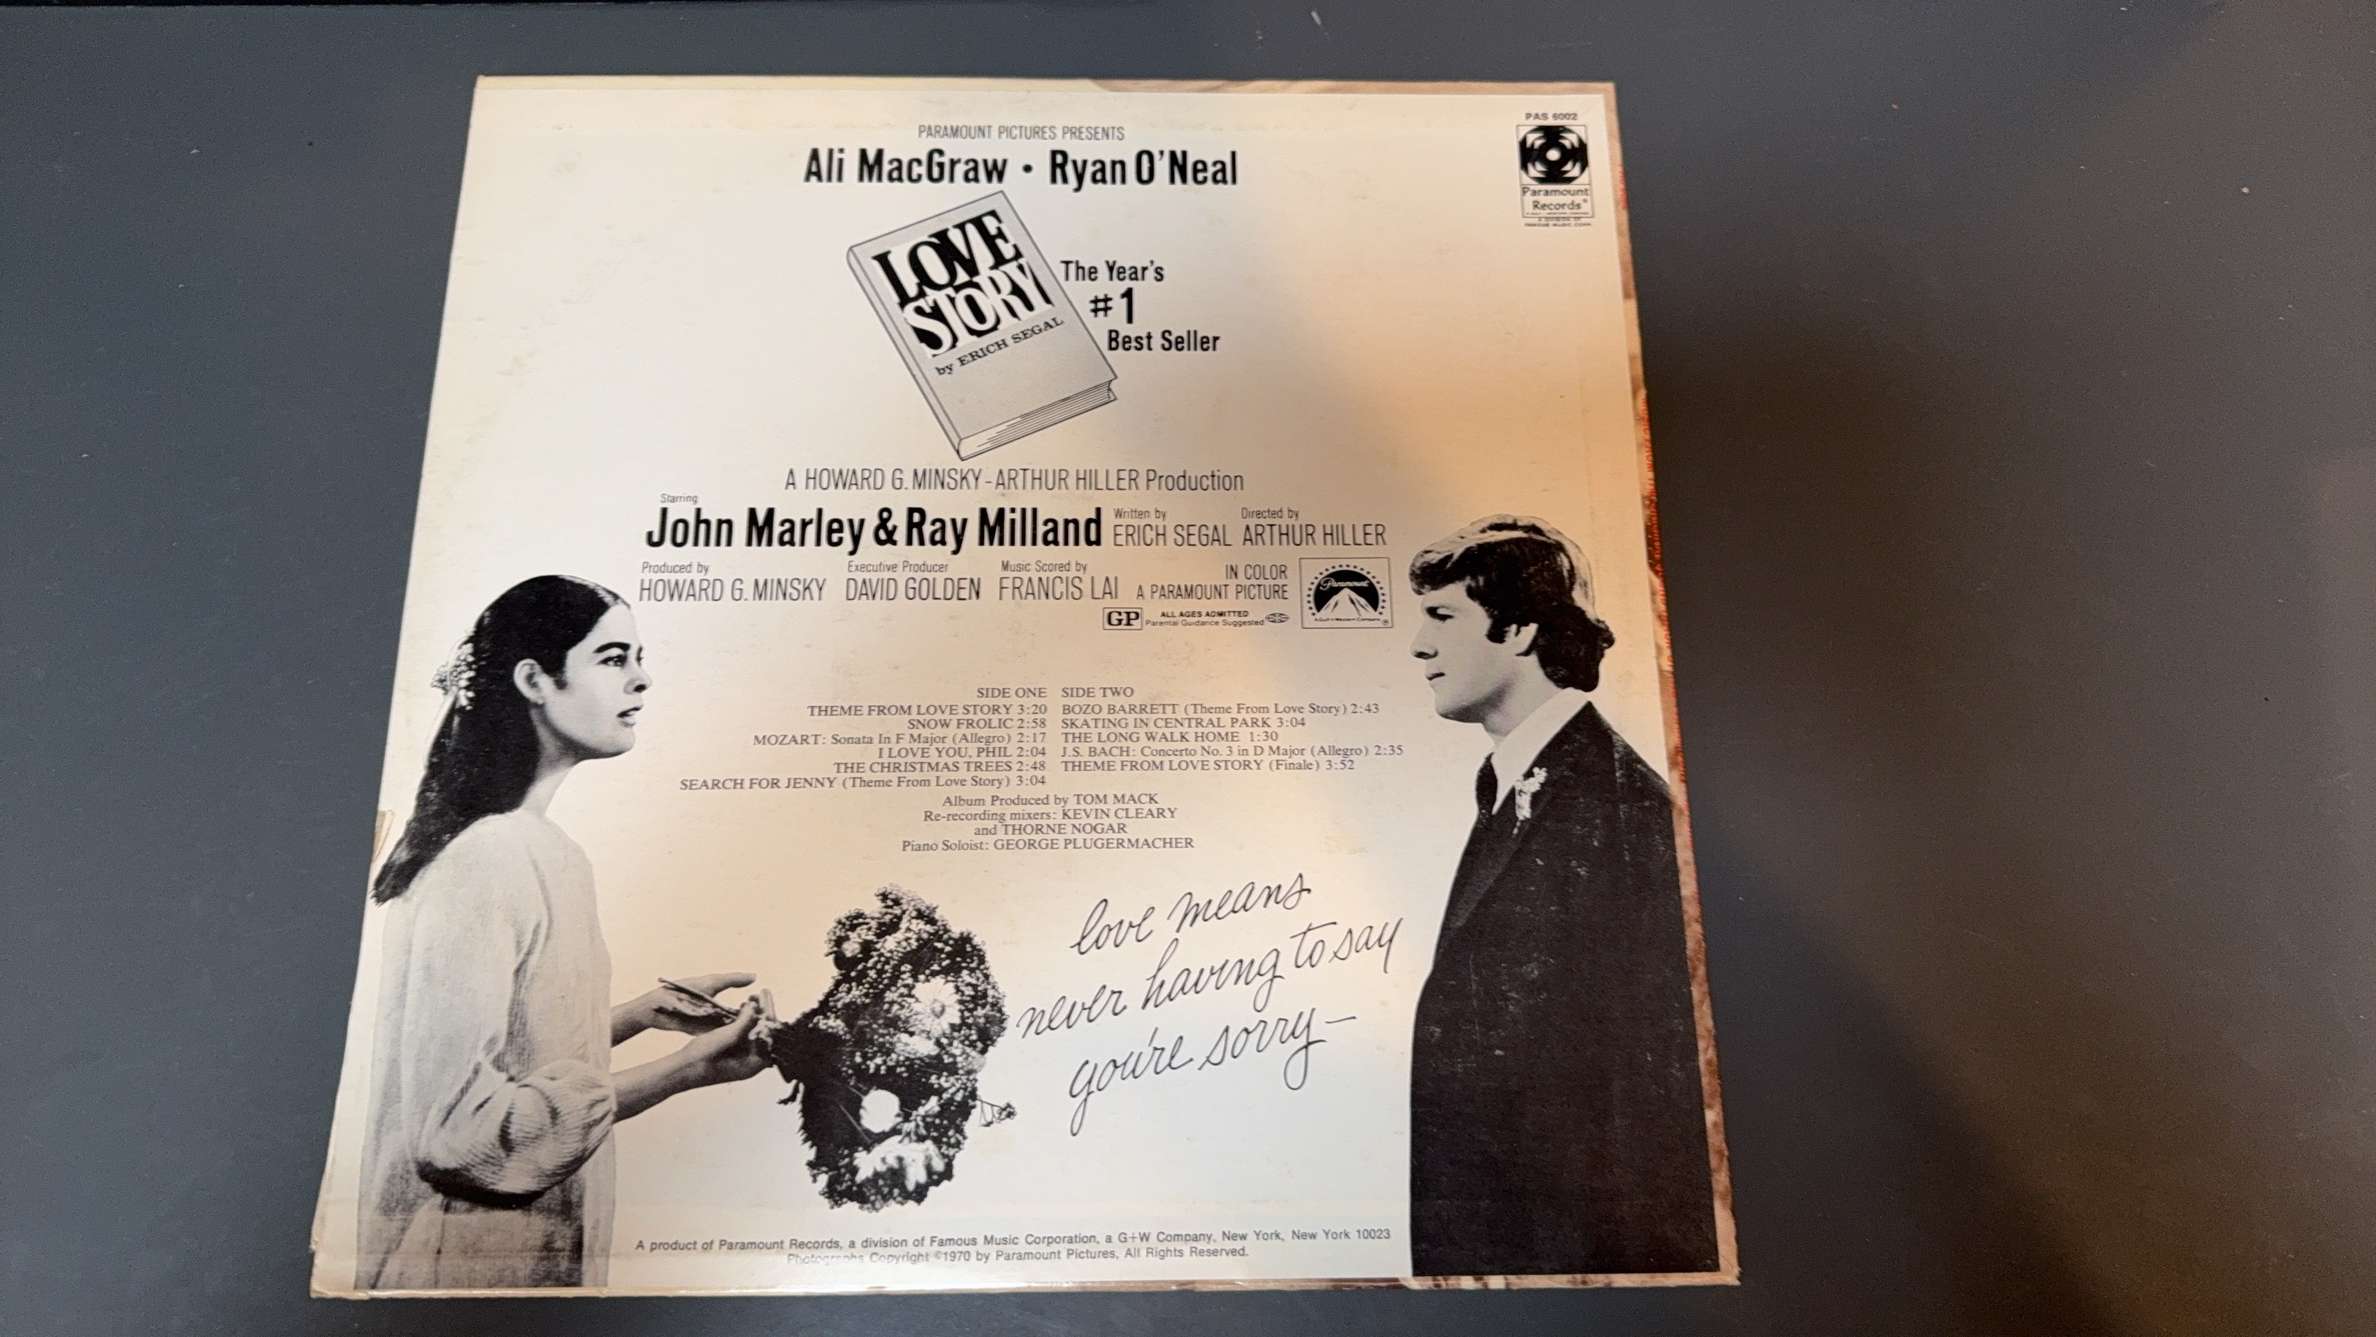 PARAMOUNT PICTURES PRESENTS
Ali MacGraw • Ryan O'Neal
PAS 6002
Paramount
Records
LOVE
STORY
by ERICH SEGAL
The Year's
#1
Best Seller
A HOWARD G. MINSKY - ARTHUR HILLER Production
Starring
John Marley & Ray Milland
Written by
ERICH SEGAL
Directed by
ARTHUR HILLER
Produced by
HOWARD G. MINSKY
Executive Producer
DAVID GOLDEN
Music Scored by
FRANCIS LAI
IN COLOR
A PARAMOUNT PICTURE
Paramount
A Gulf + Western Company
GP
ALL AGES ADMITTED
Parental Guidance Suggested
SIDE ONE
THEME FROM LOVE STORY 3:20
SNOW FROLIC 2:58
MOZART: Sonata In F Major (Allegro) 2:17
I LOVE YOU, PHIL 2:04
THE CHRISTMAS TREES 2:48
SEARCH FOR JENNY (Theme From Love Story) 3:04
SIDE TWO
BOZO BARRETT (Theme From Love Story) 2:43
SKATING IN CENTRAL PARK 3:04
THE LONG WALK HOME 1:30
J.S. BACH: Concerto No. 3 in D Major (Allegro) 2:35
THEME FROM LOVE STORY (Finale) 3:52
Album Produced by TOM MACK
Re-recording mixers: KEVIN CLEARY
and THORNE NOGAR
Piano Soloist: GEORGE PLUGERMACHER
love means
never having to say
you're sorry—
A product of Paramount Records, a division of Famous Music Corporation, a G+W Company, New York, New York 10023
Photographs Copyright ©1970 by Paramount Pictures, All Rights Reserved.